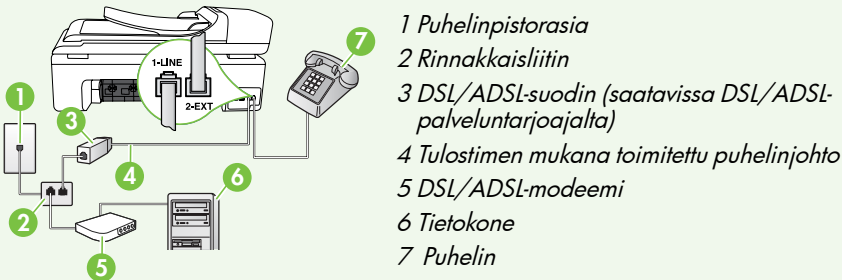 1-LINE
2-EXT
1
2
3
4
5
6
7
1 Puhelinpistorasia
2 Rinnakkaisliitin
3 DSL/ADSL-suodin (saatavissa DSL/ADSL-
palveluntarjoajalta)
4 Tulostimen mukana toimitettu puhelinjohto
5 DSL/ADSL-modeemi
6 Tietokone
7 Puhelin